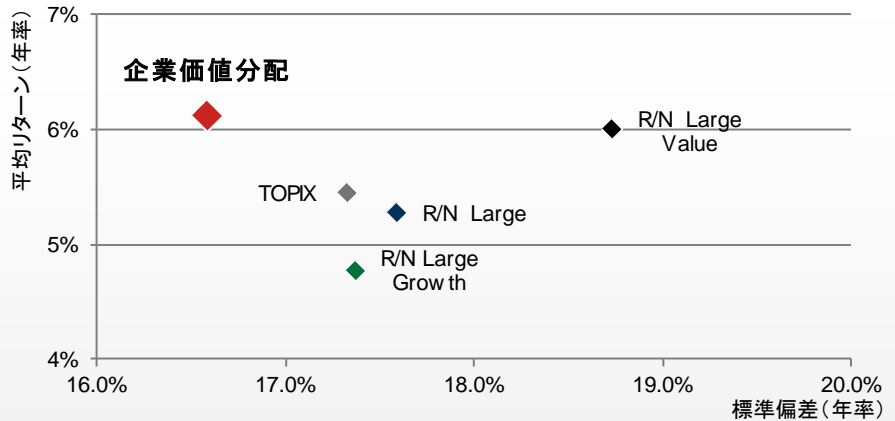 平均リターン（年率）
7%
6%
5%
4%
企業価値分配
R/N Large
Value
TOPIX
R/N Large
R/N Large
Growth
16.0%
17.0%
18.0%
19.0%
20.0%
標準偏差（年率）